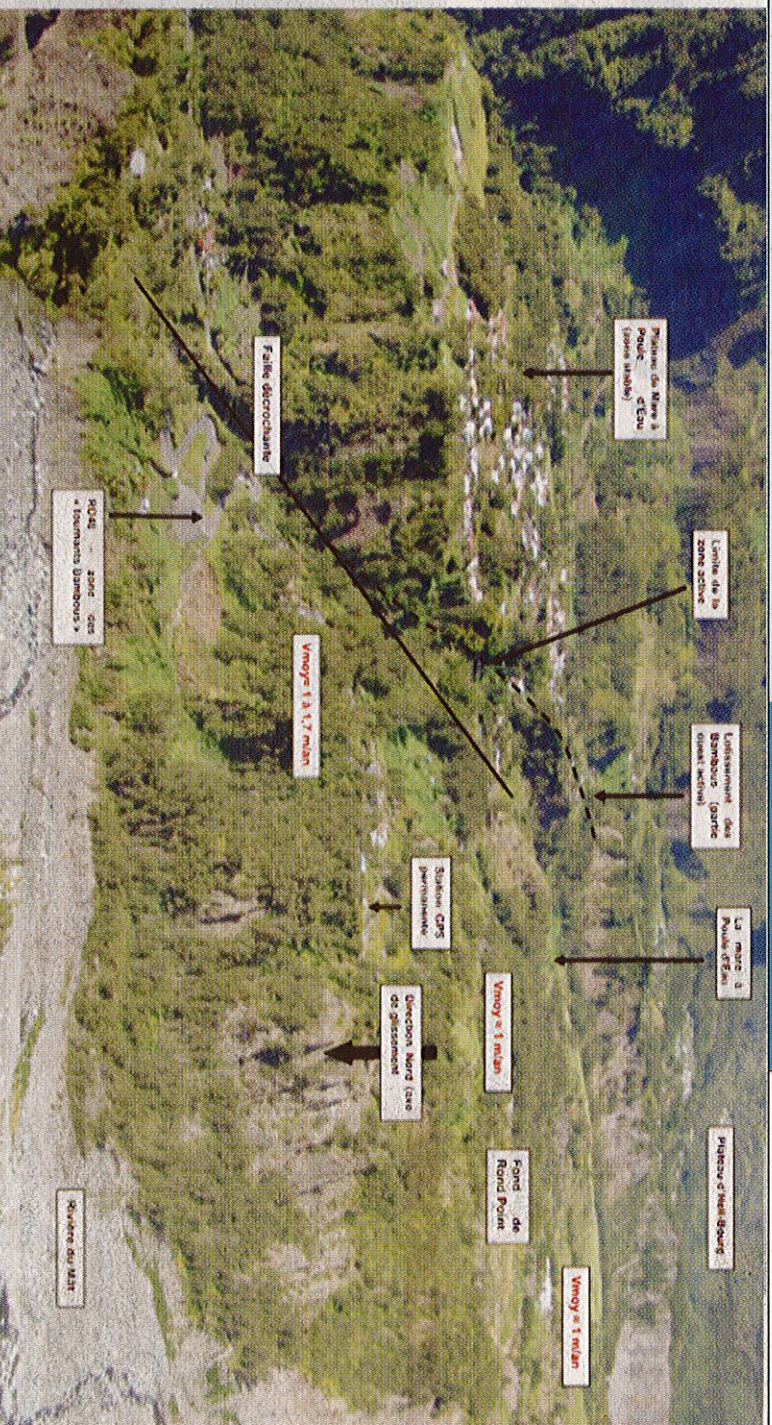 Plateau de Mare à
Poule d'Eau
(zone stable)
Limite de la
zone active
Lotissement des
Bambous (partie
ouest active)
La mare à
Poule d'Eau
Plateau d'Hell-Bourg
Faille décrochante
Station GPS
permanente
Vmoy ≈ 1 m/an
Fond de
Rond Point
Vmoy ≈ 1 m/an
Vmoy= 1 à 1,7 m/an
Direction Nord (axe
de glissement
RD48 - zone des
« tournants Bambous »
Rivière du Mât